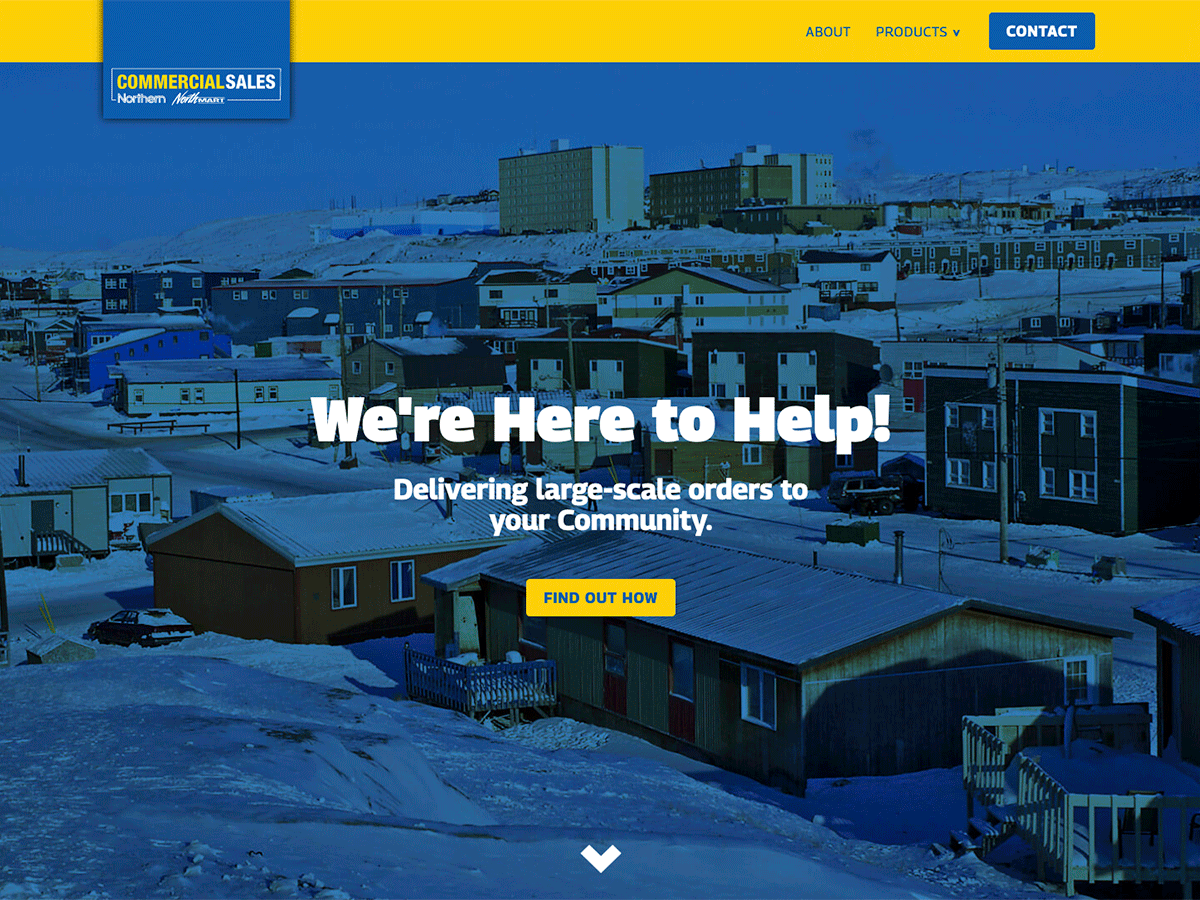 ABOUT
PRODUCTS
CONTACT
COMMERCIALSALES
Northern NorthMART
We're Here to Help!
Delivering large-scale orders to
your Community.
FIND OUT HOW